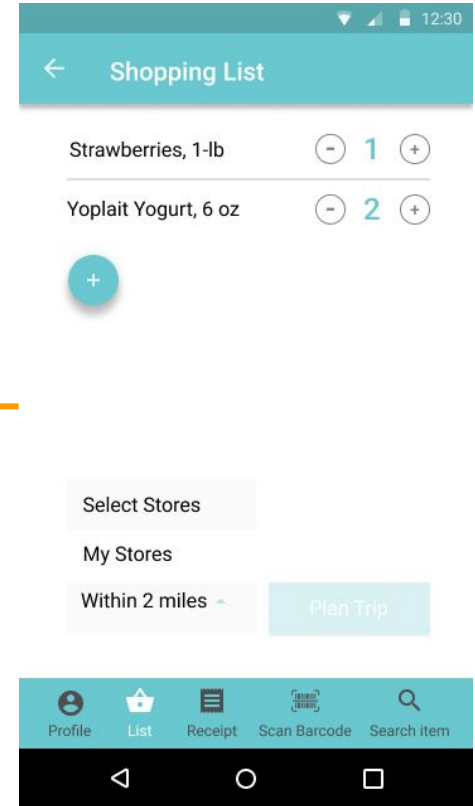 12:30
Shopping List
Strawberries, 1-lb - 1 +
Yoplait Yogurt, 6 oz - 2 +
+
Select Stores
My Stores
Within 2 miles Plan Trip
Profile List Receipt Scan Barcode Search item